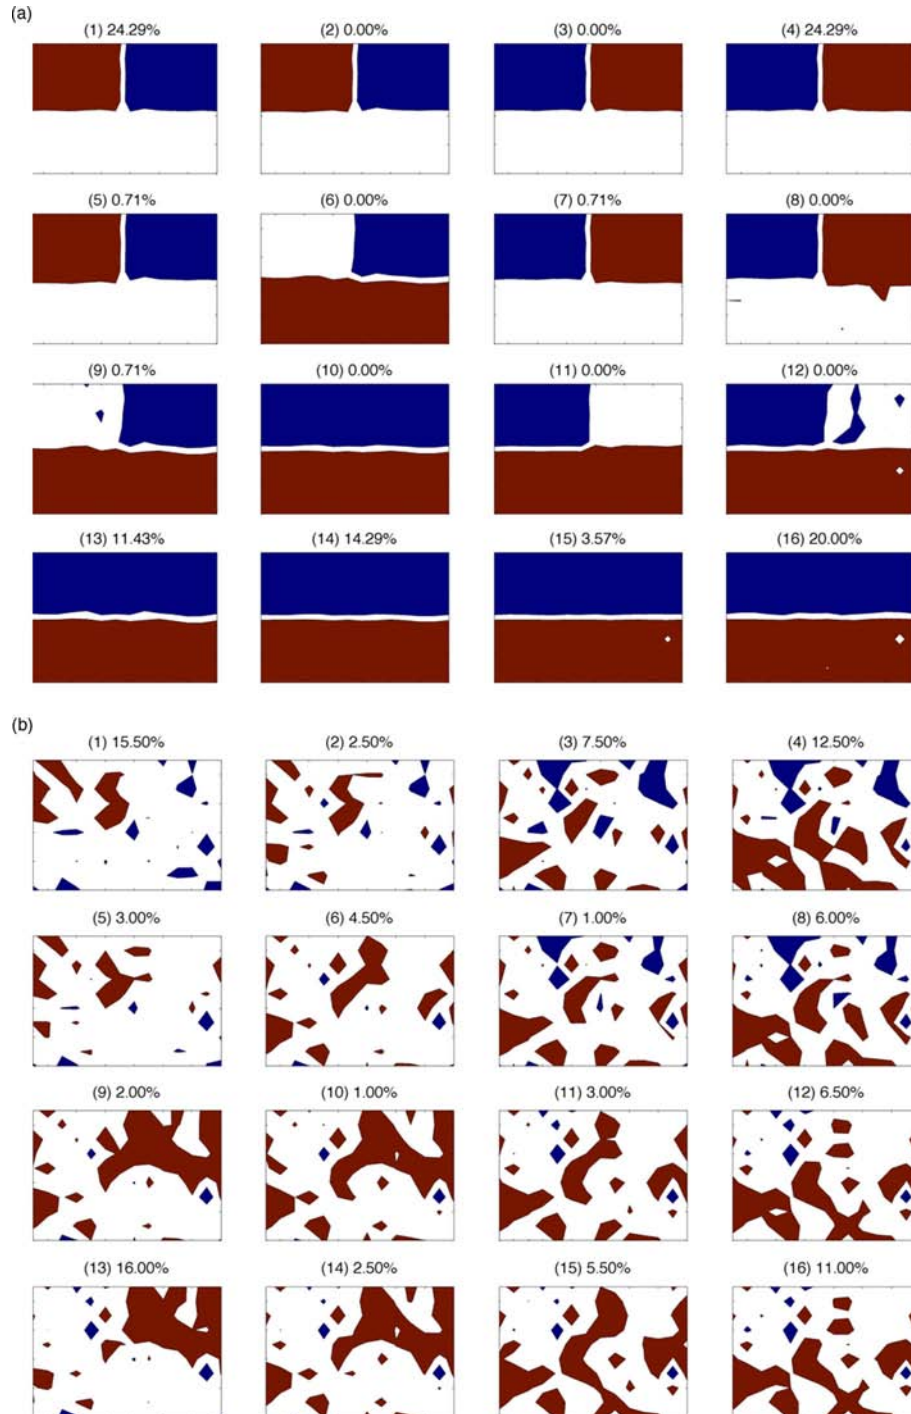 (a)
(1) 24.29% (2) 0.00% (3) 0.00% (4) 24.29%
(5) 0.71% (6) 0.00% (7) 0.71% (8) 0.00%
(9) 0.71% (10) 0.00% (11) 0.00% (12) 0.00%
(13) 11.43% (14) 14.29% (15) 3.57% (16) 20.00%
(b)
(1) 15.50% (2) 2.50% (3) 7.50% (4) 12.50%
(5) 3.00% (6) 4.50% (7) 1.00% (8) 6.00%
(9) 2.00% (10) 1.00% (11) 3.00% (12) 6.50%
(13) 16.00% (14) 2.50% (15) 5.50% (16) 11.00%